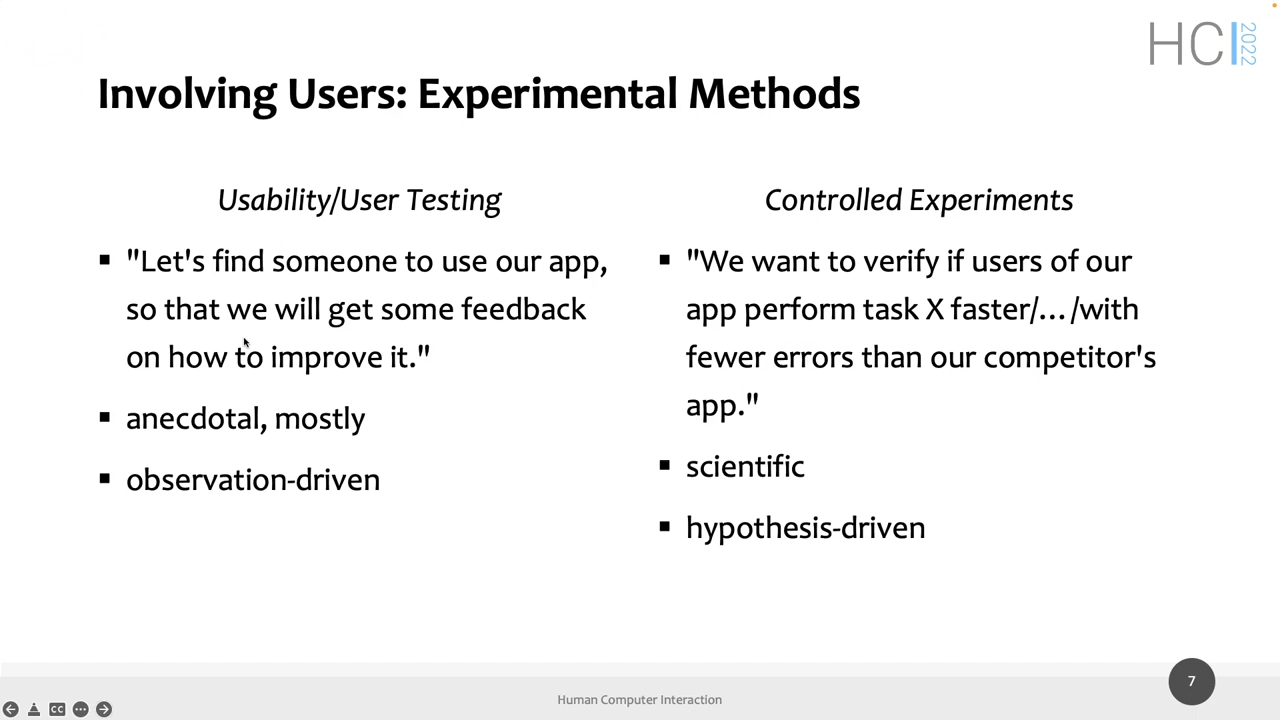 HCI 2022
Involving Users: Experimental Methods
Usability/User Testing
▪ "Let's find someone to use our app,
so that we will get some feedback
on how to improve it."
▪ anecdotal, mostly
▪ observation-driven
Controlled Experiments
▪ "We want to verify if users of our
app perform task X faster/.../with
fewer errors than our competitor's
app."
▪ scientific
▪ hypothesis-driven
Human Computer Interaction
7
CC